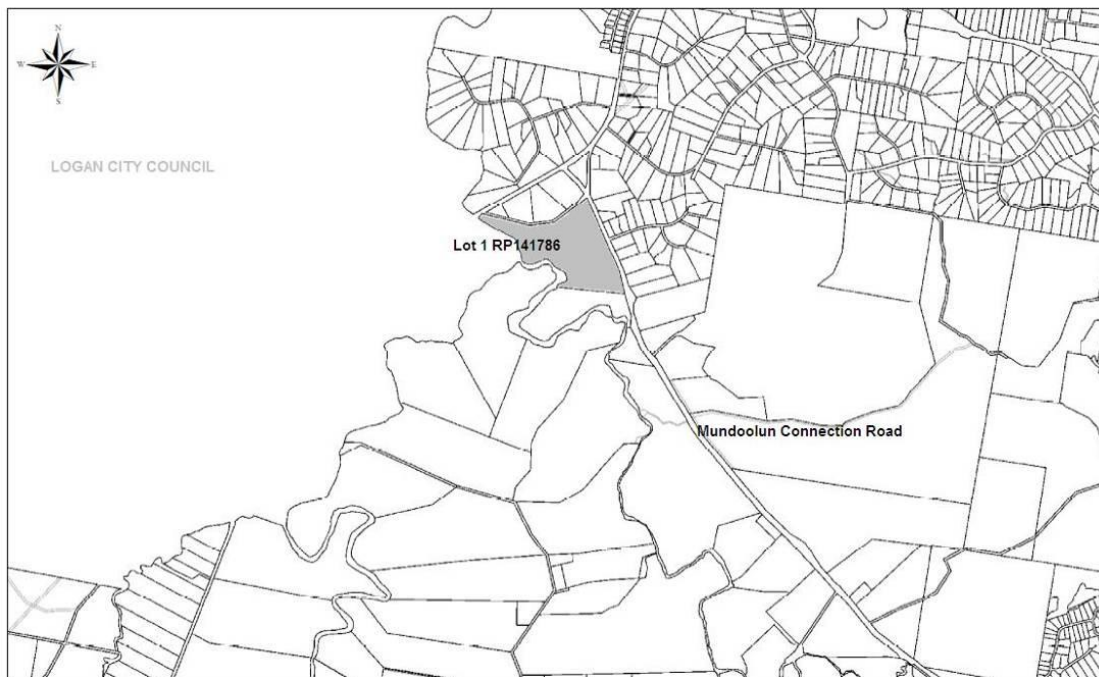 N
W E
S
LOGAN CITY COUNCIL
Lot 1 RP141786
Mundoolun Connection Road